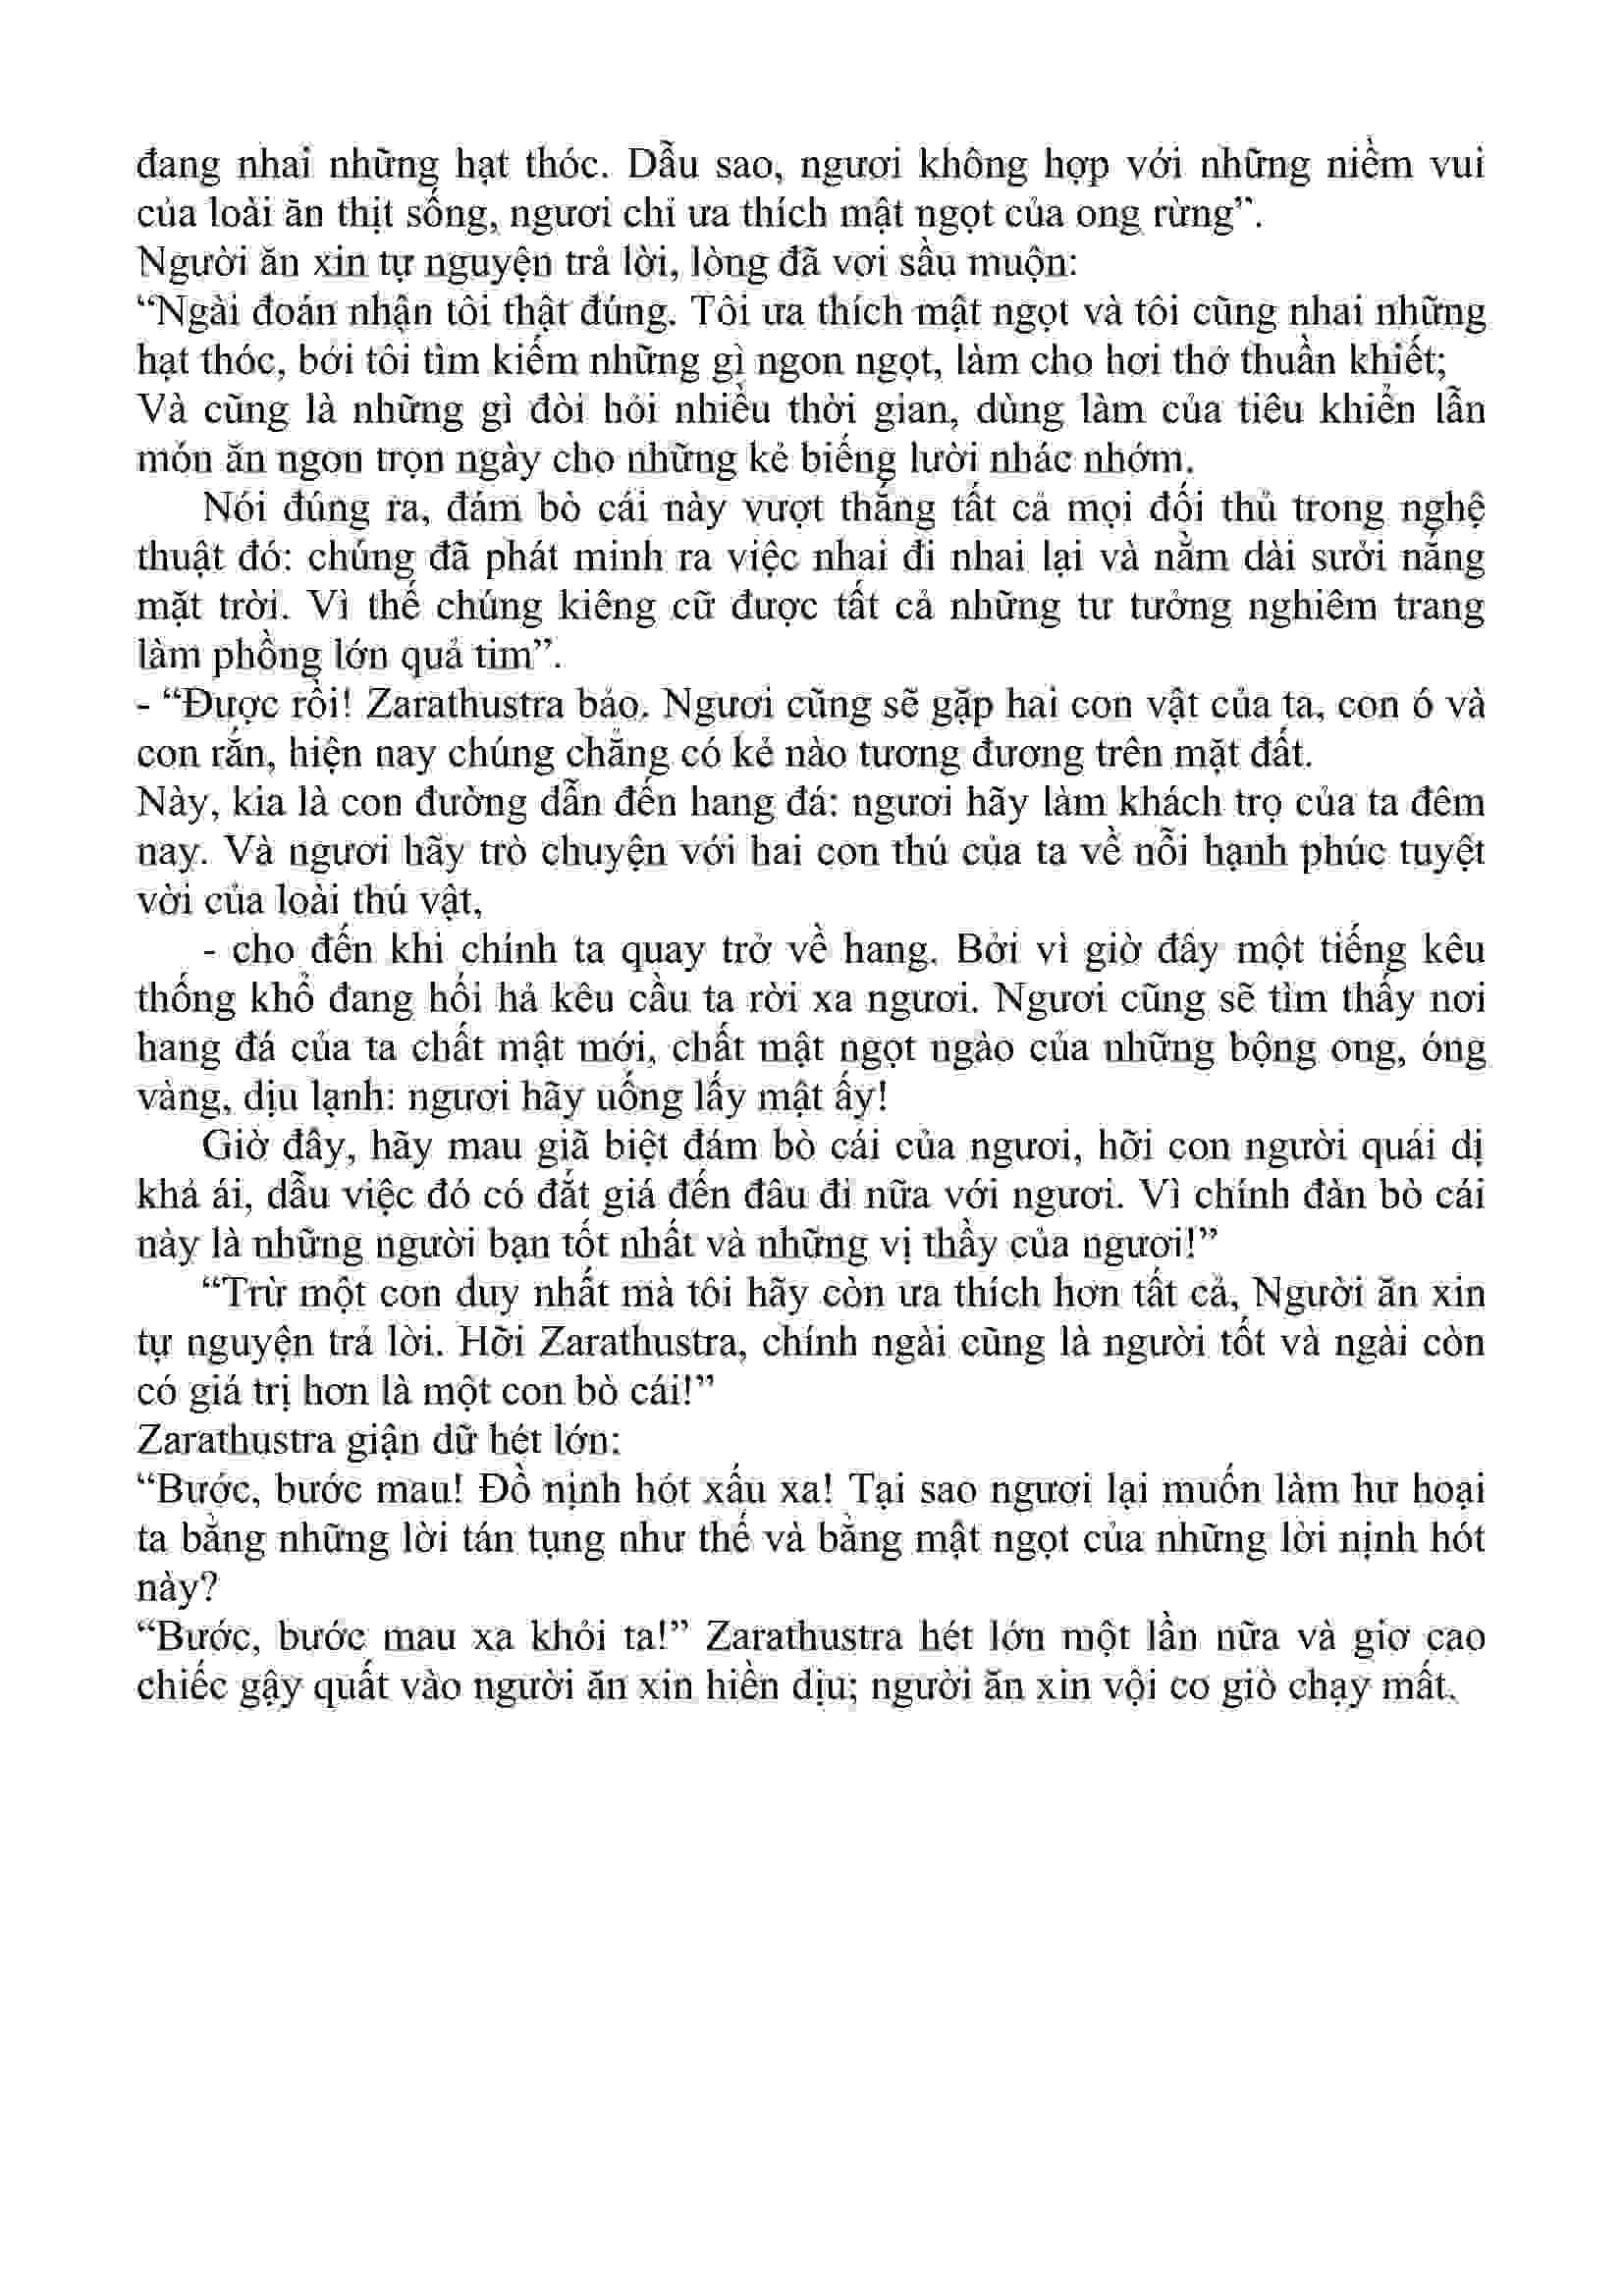 đang nhai những hạt thóc. Dẫu sao, ngươi không hợp với những niềm vui
của loài ăn thịt sống, ngươi chỉ ưa thích mật ngọt của ong rừng”.
Người ăn xin tự nguyện trả lời, lòng đã vơi sầu muộn:
“Ngài đoán nhận tôi thật đúng. Tôi ưa thích mật ngọt và tôi cũng nhai những
hạt thóc, bởi tôi tìm kiếm những gì ngon ngọt, làm cho hơi thở thuần khiết;
Và cũng là những gì đòi hỏi nhiều thời gian, dùng làm của tiêu khiển lẫn
món ăn ngon trọn ngày cho những kẻ biếng lười nhác nhớm.
Nói đúng ra, đám bò cái này vượt thắng tất cả mọi đối thủ trong nghệ
thuật đó: chúng đã phát minh ra việc nhai đi nhai lại và nằm dài sưởi nắng
mặt trời. Vì thế chúng kiêng cữ được tất cả những tư tưởng nghiêm trang
làm phồng lớn quả tim”.
- “Được rồi! Zarathustra bảo. Ngươi cũng sẽ gặp hai con vật của ta, con ó và
con rắn, hiện nay chúng chẳng có kẻ nào tương đương trên mặt đất.
Này, kia là con đường dẫn đến hang đá: ngươi hãy làm khách trọ của ta đêm
nay. Và ngươi hãy trò chuyện với hai con thú của ta về nỗi hạnh phúc tuyệt
vời của loài thú vật,
- cho đến khi chính ta quay trở về hang. Bởi vì giờ đây một tiếng kêu
thống khổ đang hối hả kêu cầu ta rời xa ngươi. Ngươi cũng sẽ tìm thấy nơi
hang đá của ta chất mật mới, chất mật ngọt ngào của những bộng ong, óng
vàng, dịu lạnh: ngươi hãy uống lấy mật ấy!
Giờ đây, hãy mau giã biệt đám bò cái của ngươi, hỡi con người quái dị
khả ái, dẫu việc đó có đắt giá đến đâu đi nữa với ngươi. Vì chính đàn bò cái
này là những người bạn tốt nhất và những vị thầy của ngươi!”
“Trừ một con duy nhất mà tôi hãy còn ưa thích hơn tất cả, Người ăn xin
tự nguyện trả lời. Hỡi Zarathustra, chính ngài cũng là người tốt và ngài còn
có giá trị hơn là một con bò cái!”
Zarathustra giận dữ hét lớn:
“Bước, bước mau! Đồ nịnh hót xấu xa! Tại sao ngươi lại muốn làm hư hoại
ta bằng những lời tán tụng như thế và bằng mật ngọt của những lời nịnh hót
này?
“Bước, bước mau xa khỏi ta!” Zarathustra hét lớn một lần nữa và giơ cao
chiếc gậy quất vào người ăn xin hiền dịu; người ăn xin vội co giò chạy mất.